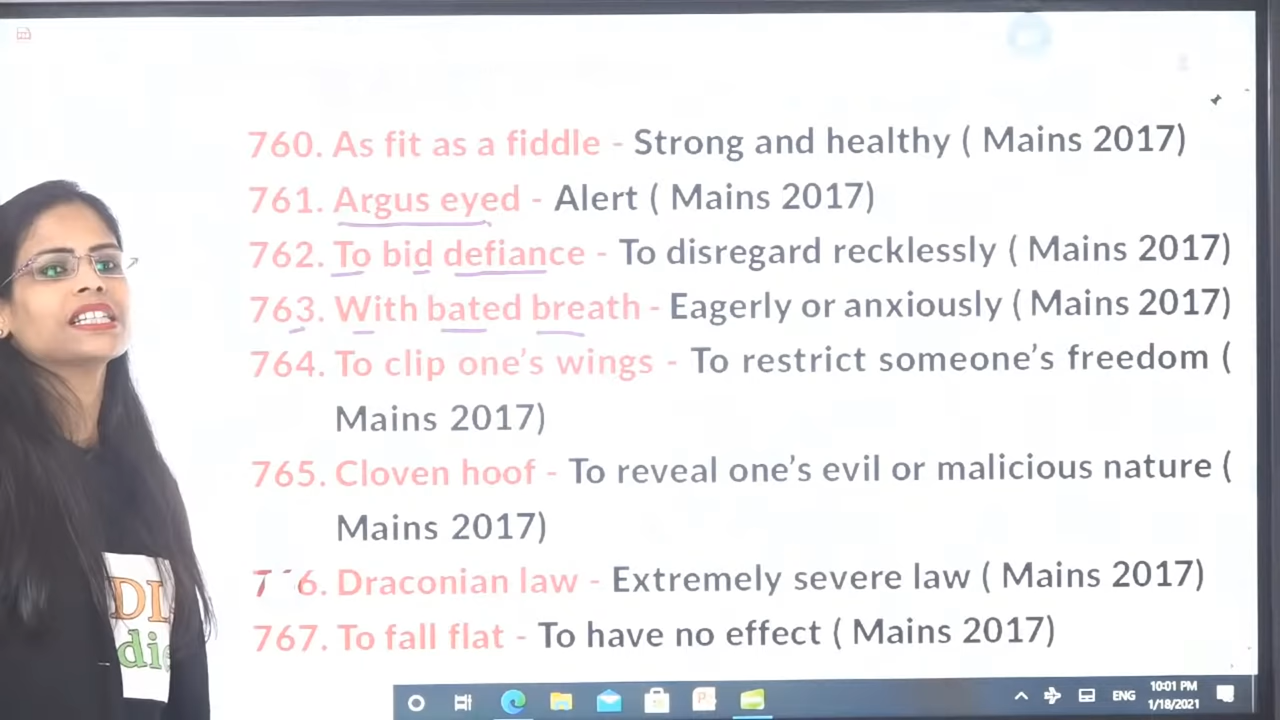 760. As fit as a fiddle - Strong and healthy ( Mains 2017)
761. Argus eyed - Alert ( Mains 2017)
762. To bid defiance - To disregard recklessly ( Mains 2017)
763. With bated breath - Eagerly or anxiously ( Mains 2017)
764. To clip one's wings - To restrict someone's freedom (
Mains 2017)
765. Cloven hoof - To reveal one's evil or malicious nature (
Mains 2017)
6. Draconian law - Extremely severe law ( Mains 2017)
767. To fall flat - To have no effect ( Mains 2017)
ENG
10:01 PM
1/18/2021